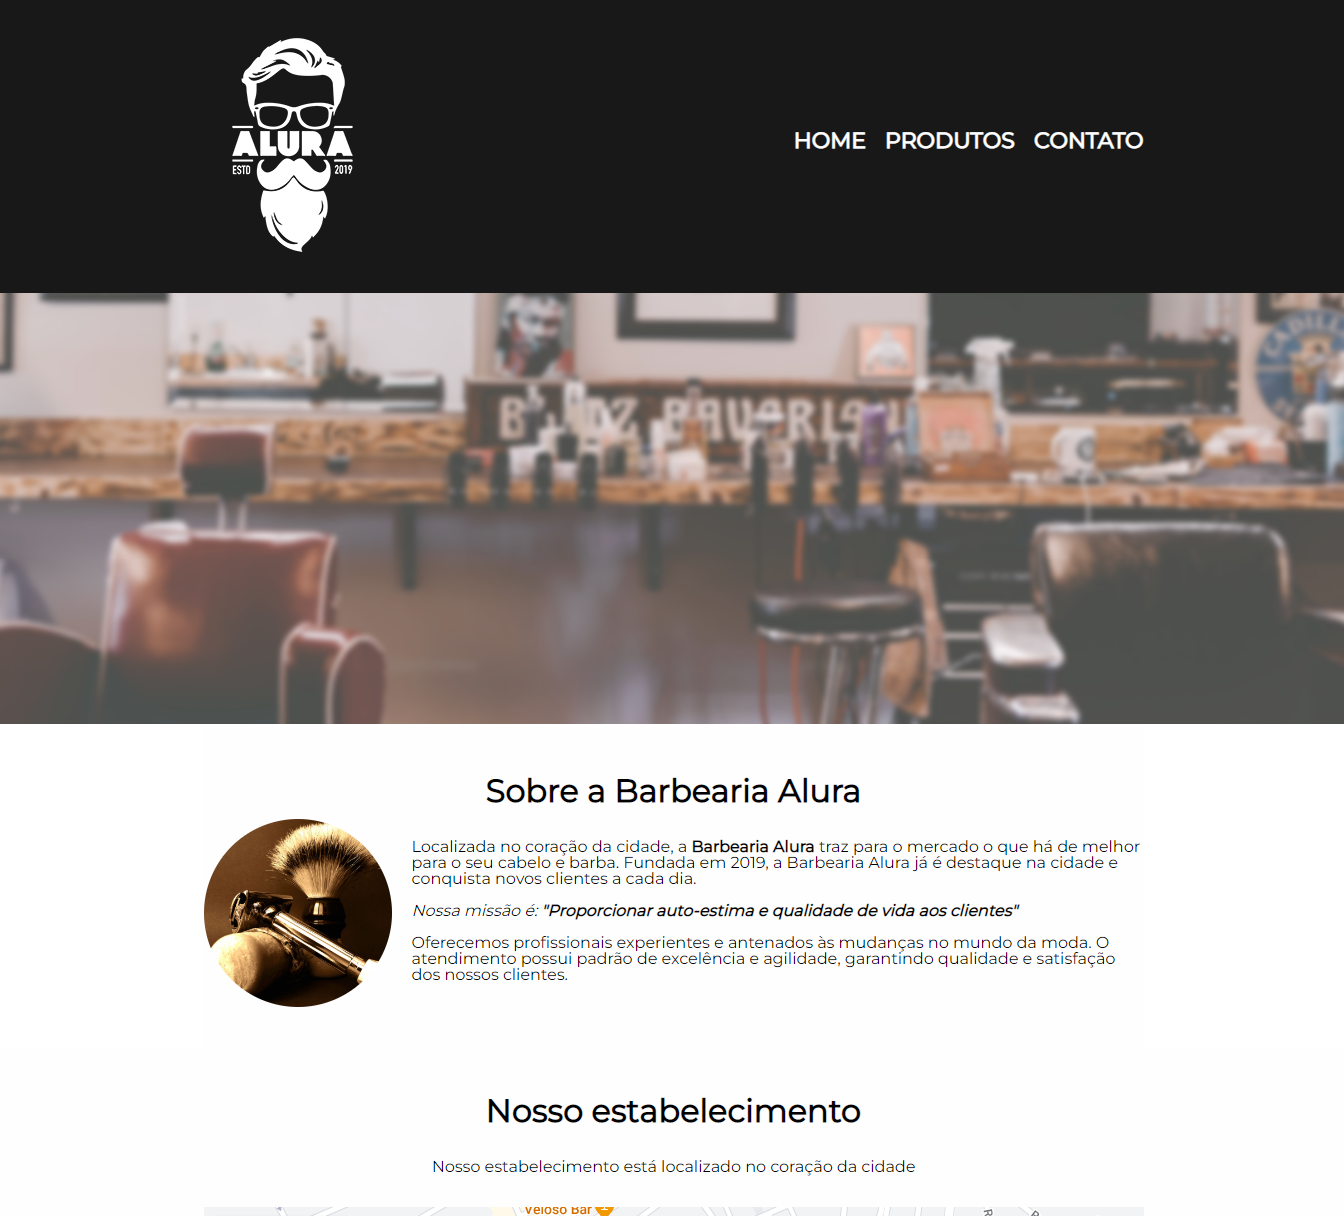 ALURA
ESTD 2019
HOME PRODUTOS CONTATO
CADILL
Sobre a Barbearia Alura
Localizada no coração da cidade, a Barbearia Alura traz para o mercado o que há de melhor
para o seu cabelo e barba. Fundada em 2019, a Barbearia Alura já é destaque na cidade e
conquista novos clientes a cada dia.
Nossa missão é: "Proporcionar auto-estima e qualidade de vida aos clientes"
Oferecemos profissionais experientes e antenados às mudanças no mundo da moda. O
atendimento possui padrão de excelência e agilidade, garantindo qualidade e satisfação
dos nossos clientes.
Nosso estabelecimento
Nosso estabelecimento está localizado no coração da cidade
Veloso Bar